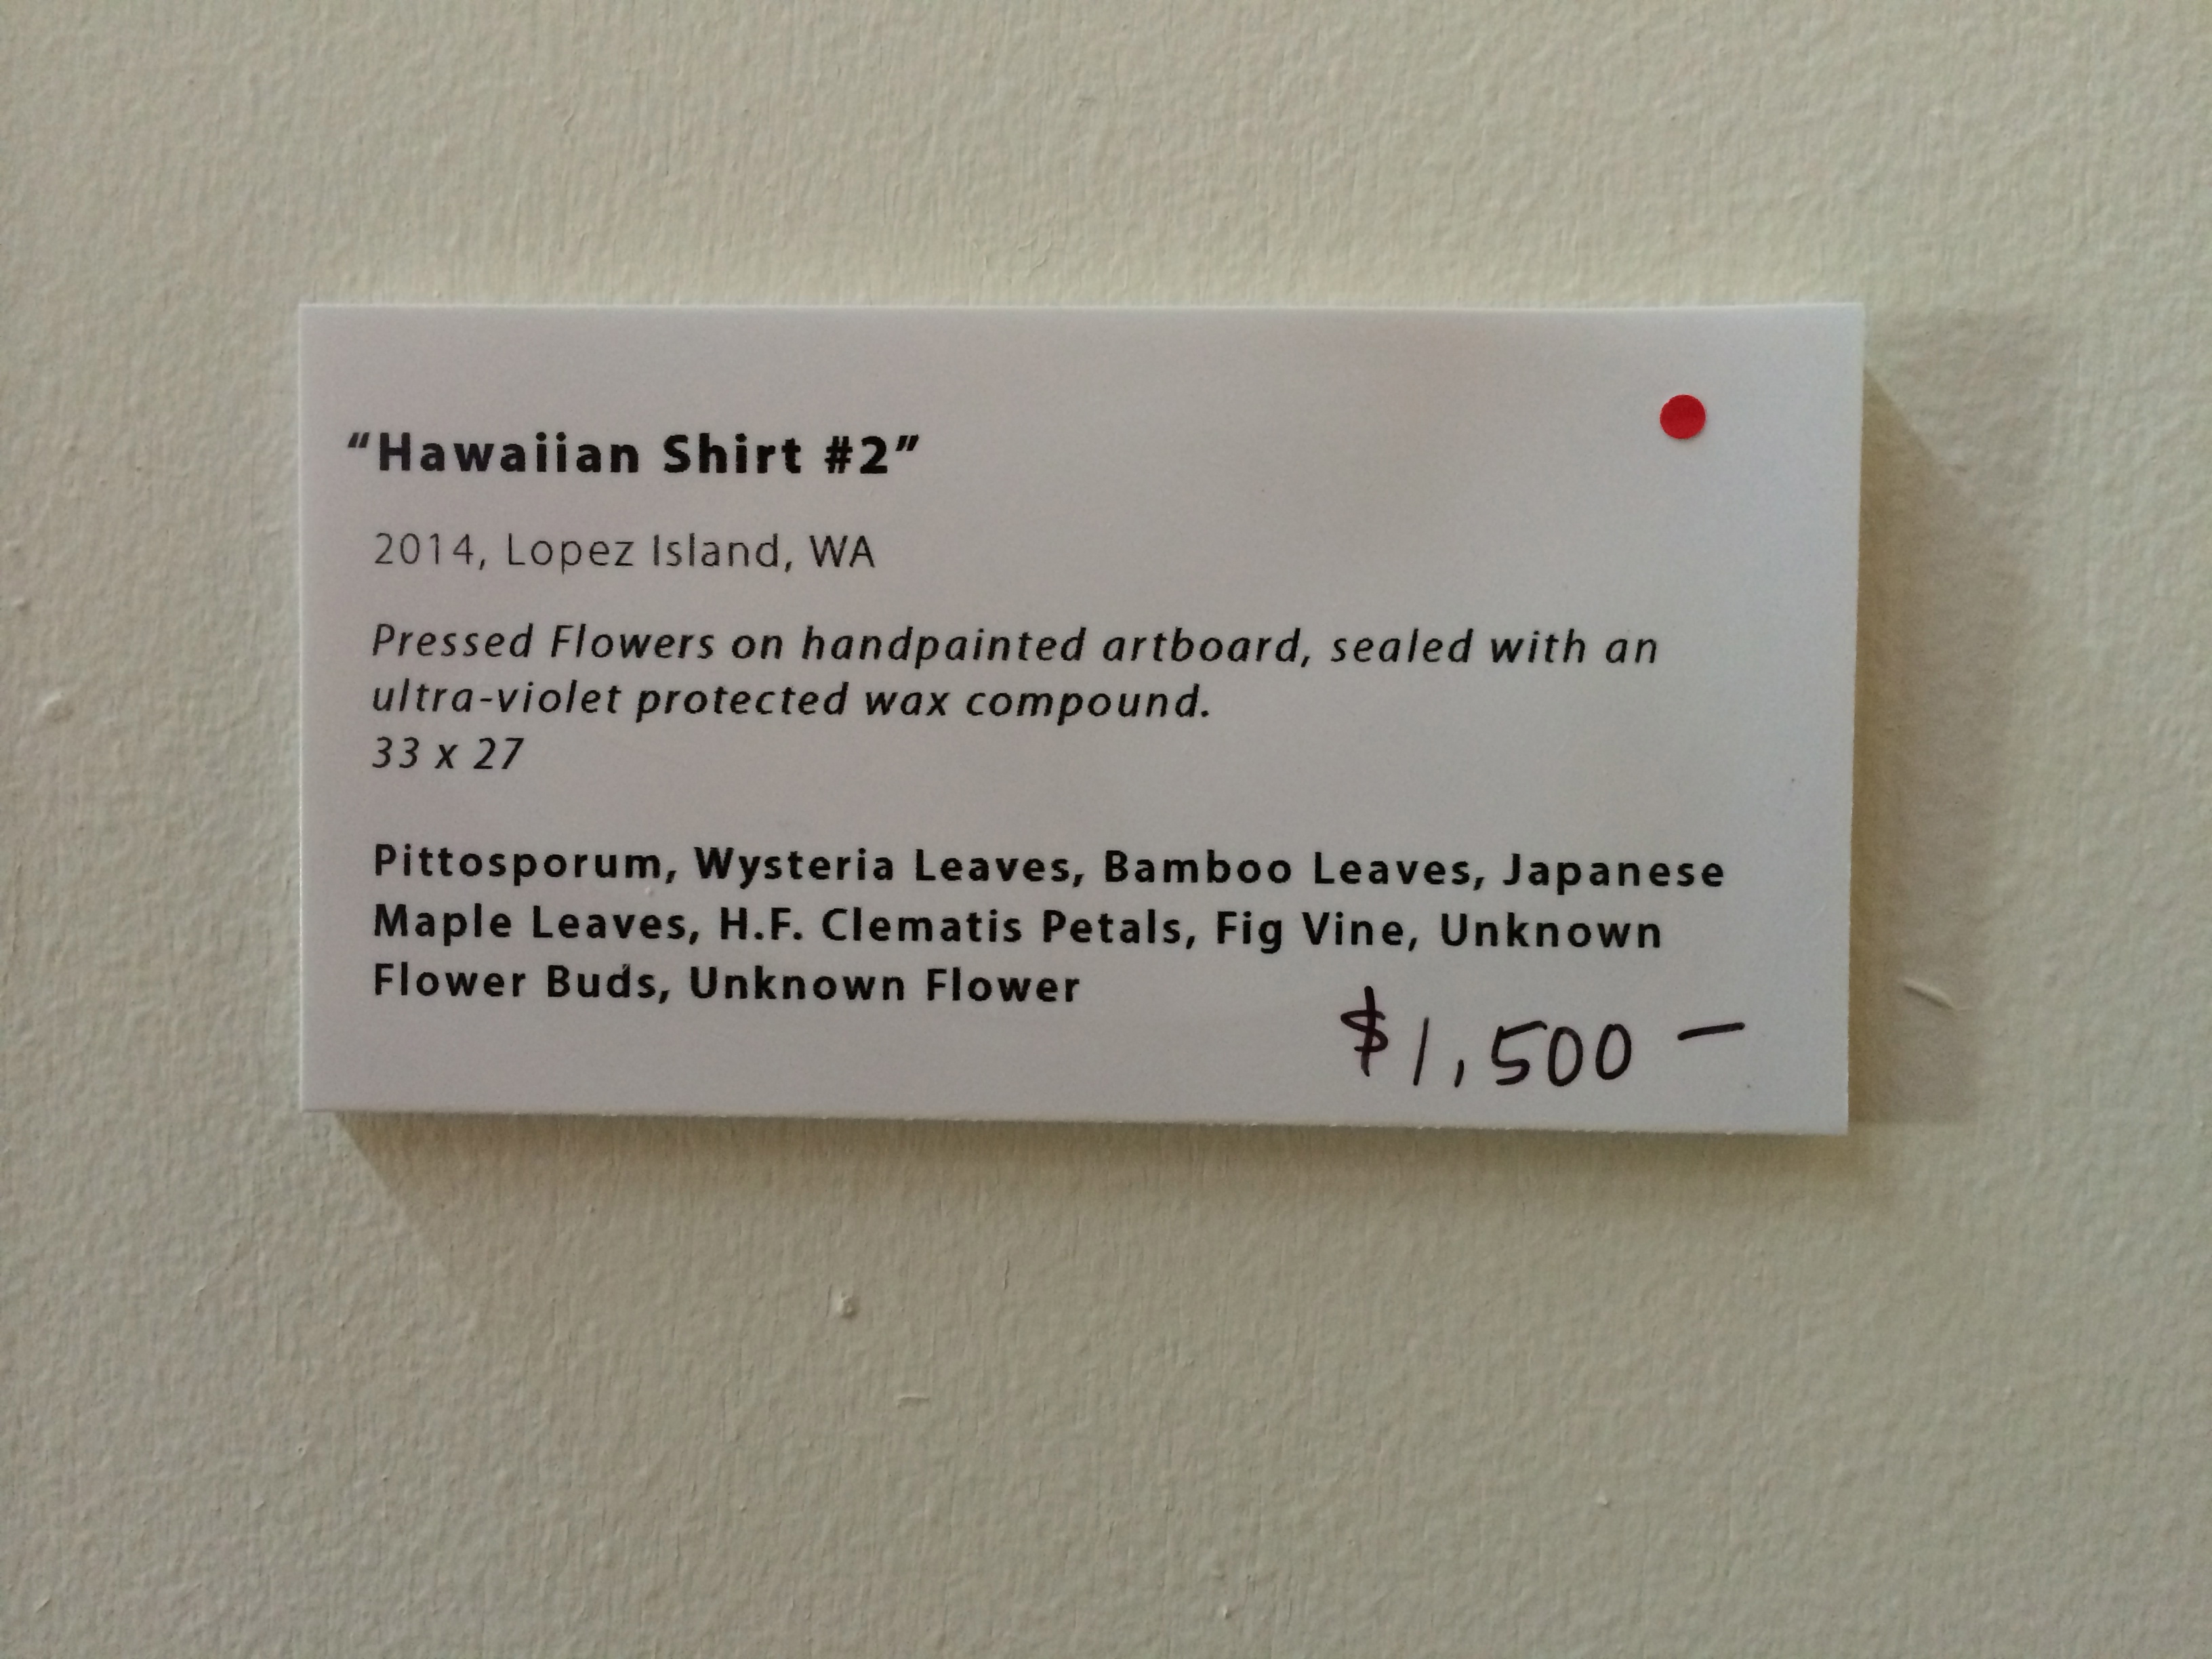 “Hawaiian Shirt #2”
2014, Lopez Island, WA
Pressed Flowers on handpainted artboard, sealed with an
ultra-violet protected wax compound.
33 x 27
Pittosporum, Wysteria Leaves, Bamboo Leaves, Japanese
Maple Leaves, H.F. Clematis Petals, Fig Vine, Unknown
Flower Buds, Unknown Flower
$1,500 —